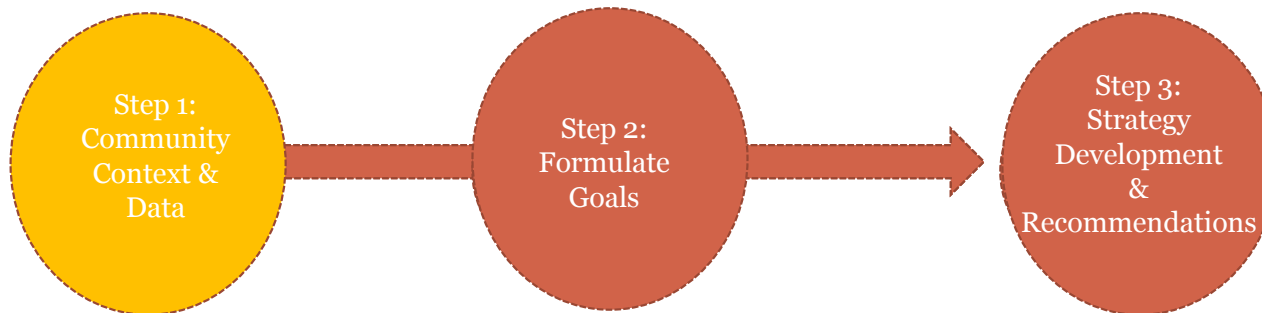 Step 1:
Community
Context &
Data
Step 2:
Formulate
Goals
Step 3:
Strategy
Development
&
Recommendations